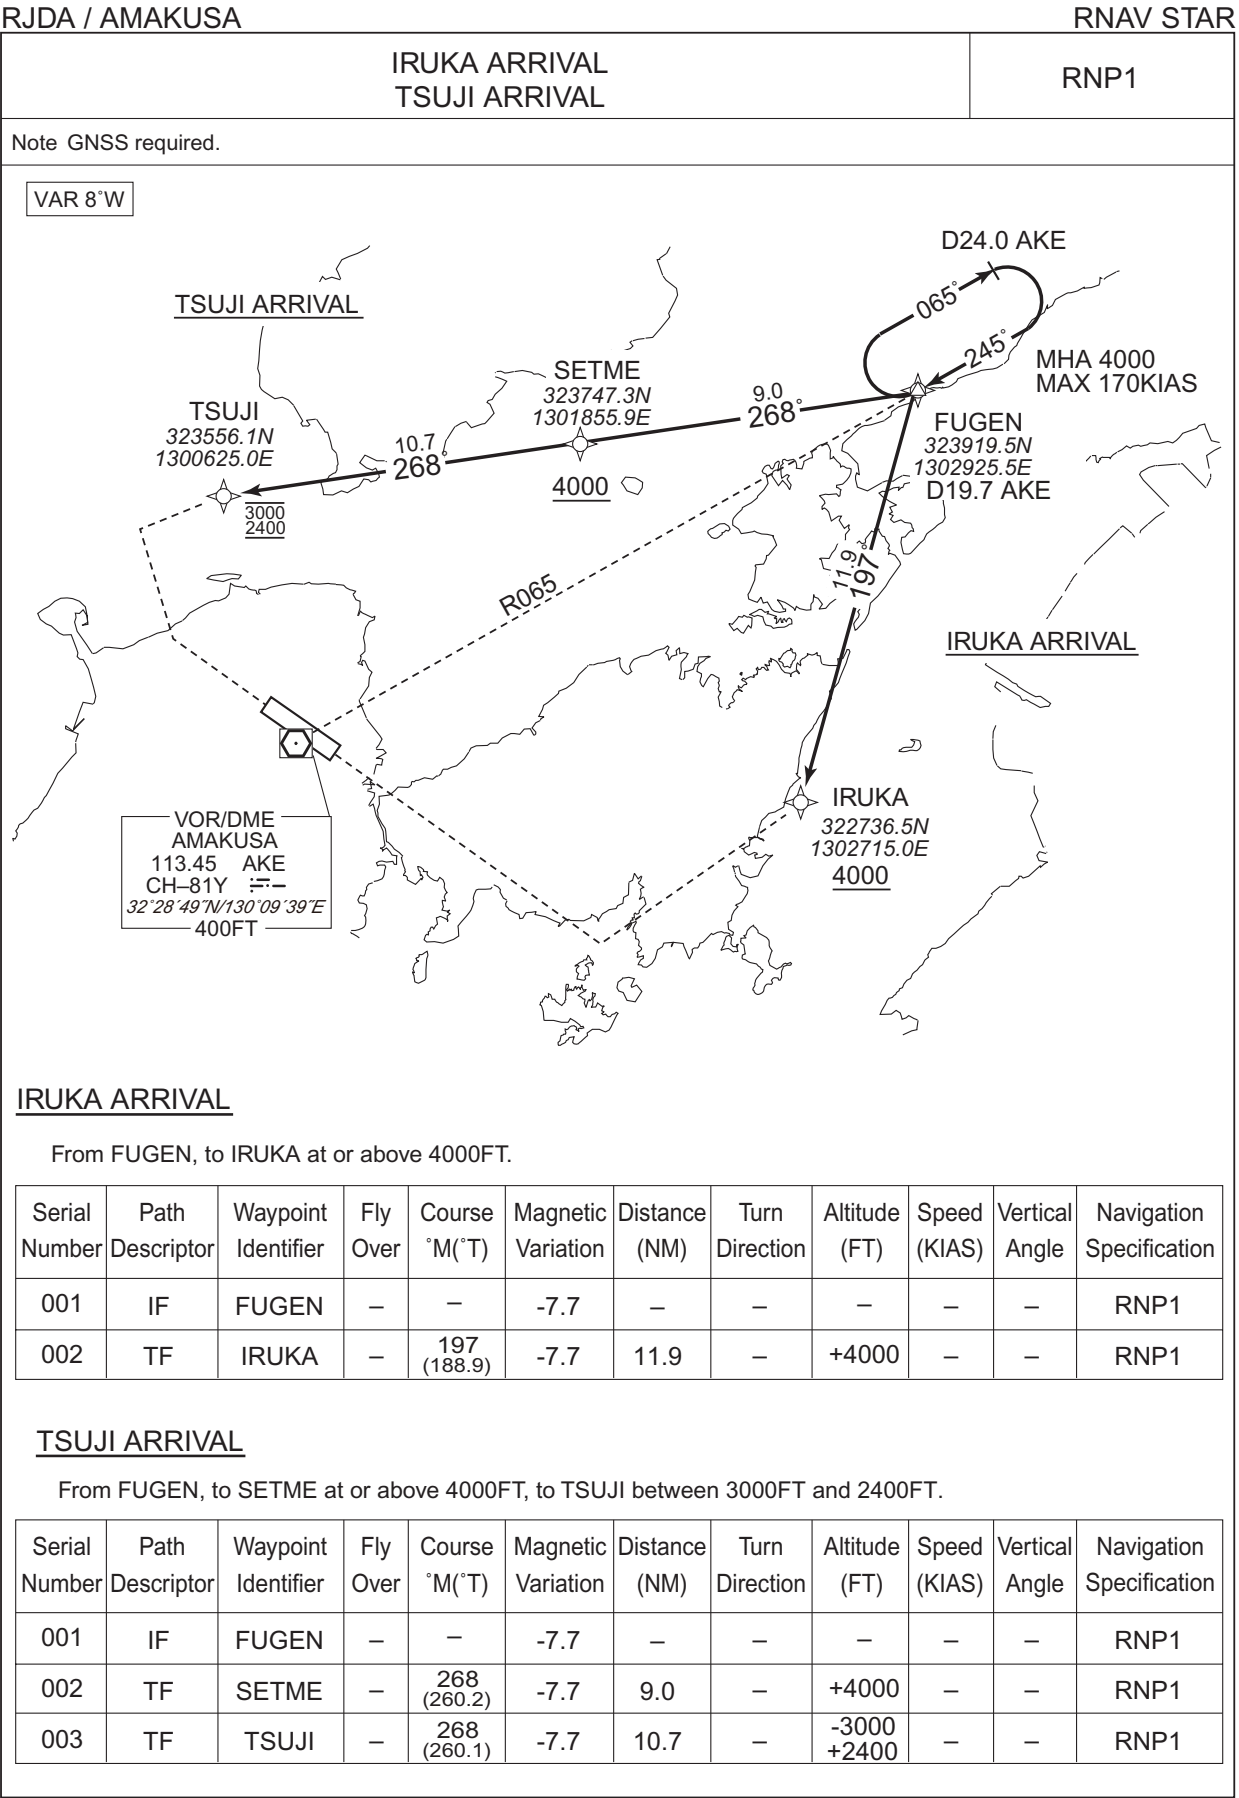 RJDA / AMAKUSA
RNAV STAR
IRUKA ARRIVAL
TSUJI ARRIVAL
RNP1
Note GNSS required.
VAR 8˚W
D24.0 AKE
TSUJI ARRIVAL
065˚
245˚
MHA 4000
MAX 170KIAS
SETME
323747.3N
1301855.9E
4000
9.0
268˚
TSUJI
323556.1N
1300625.0E
3000
2400
10.7
268˚
FUGEN
323919.5N
1302925.5E
D19.7 AKE
11.9
197˚
R065
IRUKA ARRIVAL
IRUKA
322736.5N
1302715.0E
4000
VOR/DME
AMAKUSA
113.45 AKE
CH–81Y
32˚28´49˝N/130˚09´39˝E
400FT
IRUKA ARRIVAL
From FUGEN, to IRUKA at or above 4000FT.
Serial Path Waypoint Fly Course Magnetic Distance Turn Altitude Speed Vertical Navigation
Number Descriptor Identifier Over ˚M(˚T) Variation (NM) Direction (FT) (KIAS) Angle Specification
001 IF FUGEN – – -7.7 – – – – – RNP1
002 TF IRUKA – 197 (188.9) -7.7 11.9 – +4000 – – RNP1
TSUJI ARRIVAL
From FUGEN, to SETME at or above 4000FT, to TSUJI between 3000FT and 2400FT.
Serial Path Waypoint Fly Course Magnetic Distance Turn Altitude Speed Vertical Navigation
Number Descriptor Identifier Over ˚M(˚T) Variation (NM) Direction (FT) (KIAS) Angle Specification
001 IF FUGEN – – -7.7 – – – – – RNP1
002 TF SETME – 268 (260.2) -7.7 9.0 – +4000 – – RNP1
003 TF TSUJI – 268 (260.1) -7.7 10.7 – -3000 +2400 – – RNP1